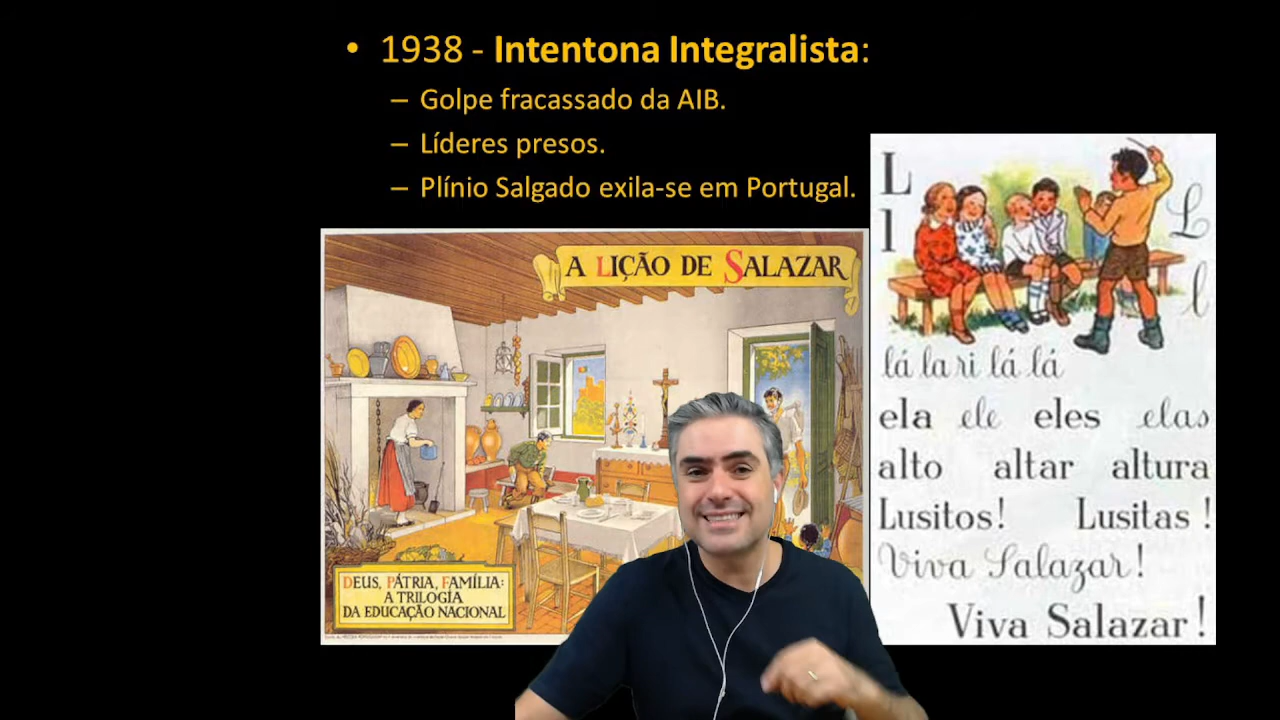 • 1938 - Intentona Integralista:
– Golpe fracassado da AIB.
– Líderes presos.
– Plínio Salgado exila-se em Portugal.
A LIÇÃO DE SALAZAR
DEUS, PÁTRIA, FAMÍLIA:
A TRILOGIA
DA EDUCAÇÃO NACIONAL
L L
l l
lá la ri lá lá
ela ele eles elas
alto altar altura
Lusitos! Lusitas!
Viva Salazar!
Viva Salazar!